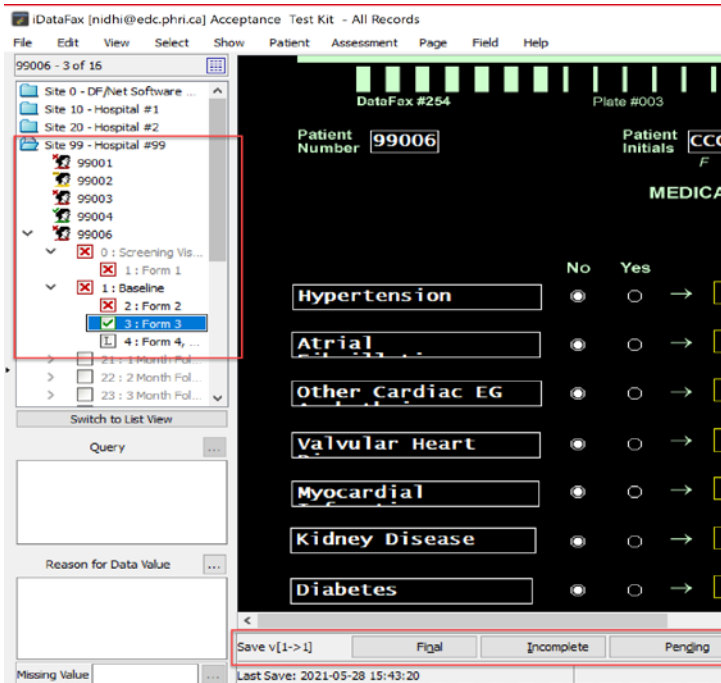 iDataFax [nidhi@edc.phri.ca] Acceptance Test Kit - All Records
File Edit View Select Show Patient Assessment Page Field Help
99006 - 3 of 16
Site 0 - DF/Net Software ...
Site 10 - Hospital #1
Site 20 - Hospital #2
Site 99 - Hospital #99
99001
99002
99003
99004
99006
0 : Screening Vis...
1 : Form 1
1 : Baseline
2 : Form 2
3 : Form 3
L 4 : Form 4, ...
21 : 1 Month Fol...
22 : 2 Month Fol...
23 : 3 Month Fol...
Switch to List View
Query ...
Reason for Data Value ...
Missing Value ...
DataFax #254 Plate #003
Patient Number 99006
Patient Initials CCC
F
MEDICA
No Yes
Hypertension
Atrial
Other Cardiac EG
Valvular Heart
Myocardial
Kidney Disease
Diabetes
Save v[1->1] Final Incomplete Pending
Last Save: 2021-05-28 15:43:20